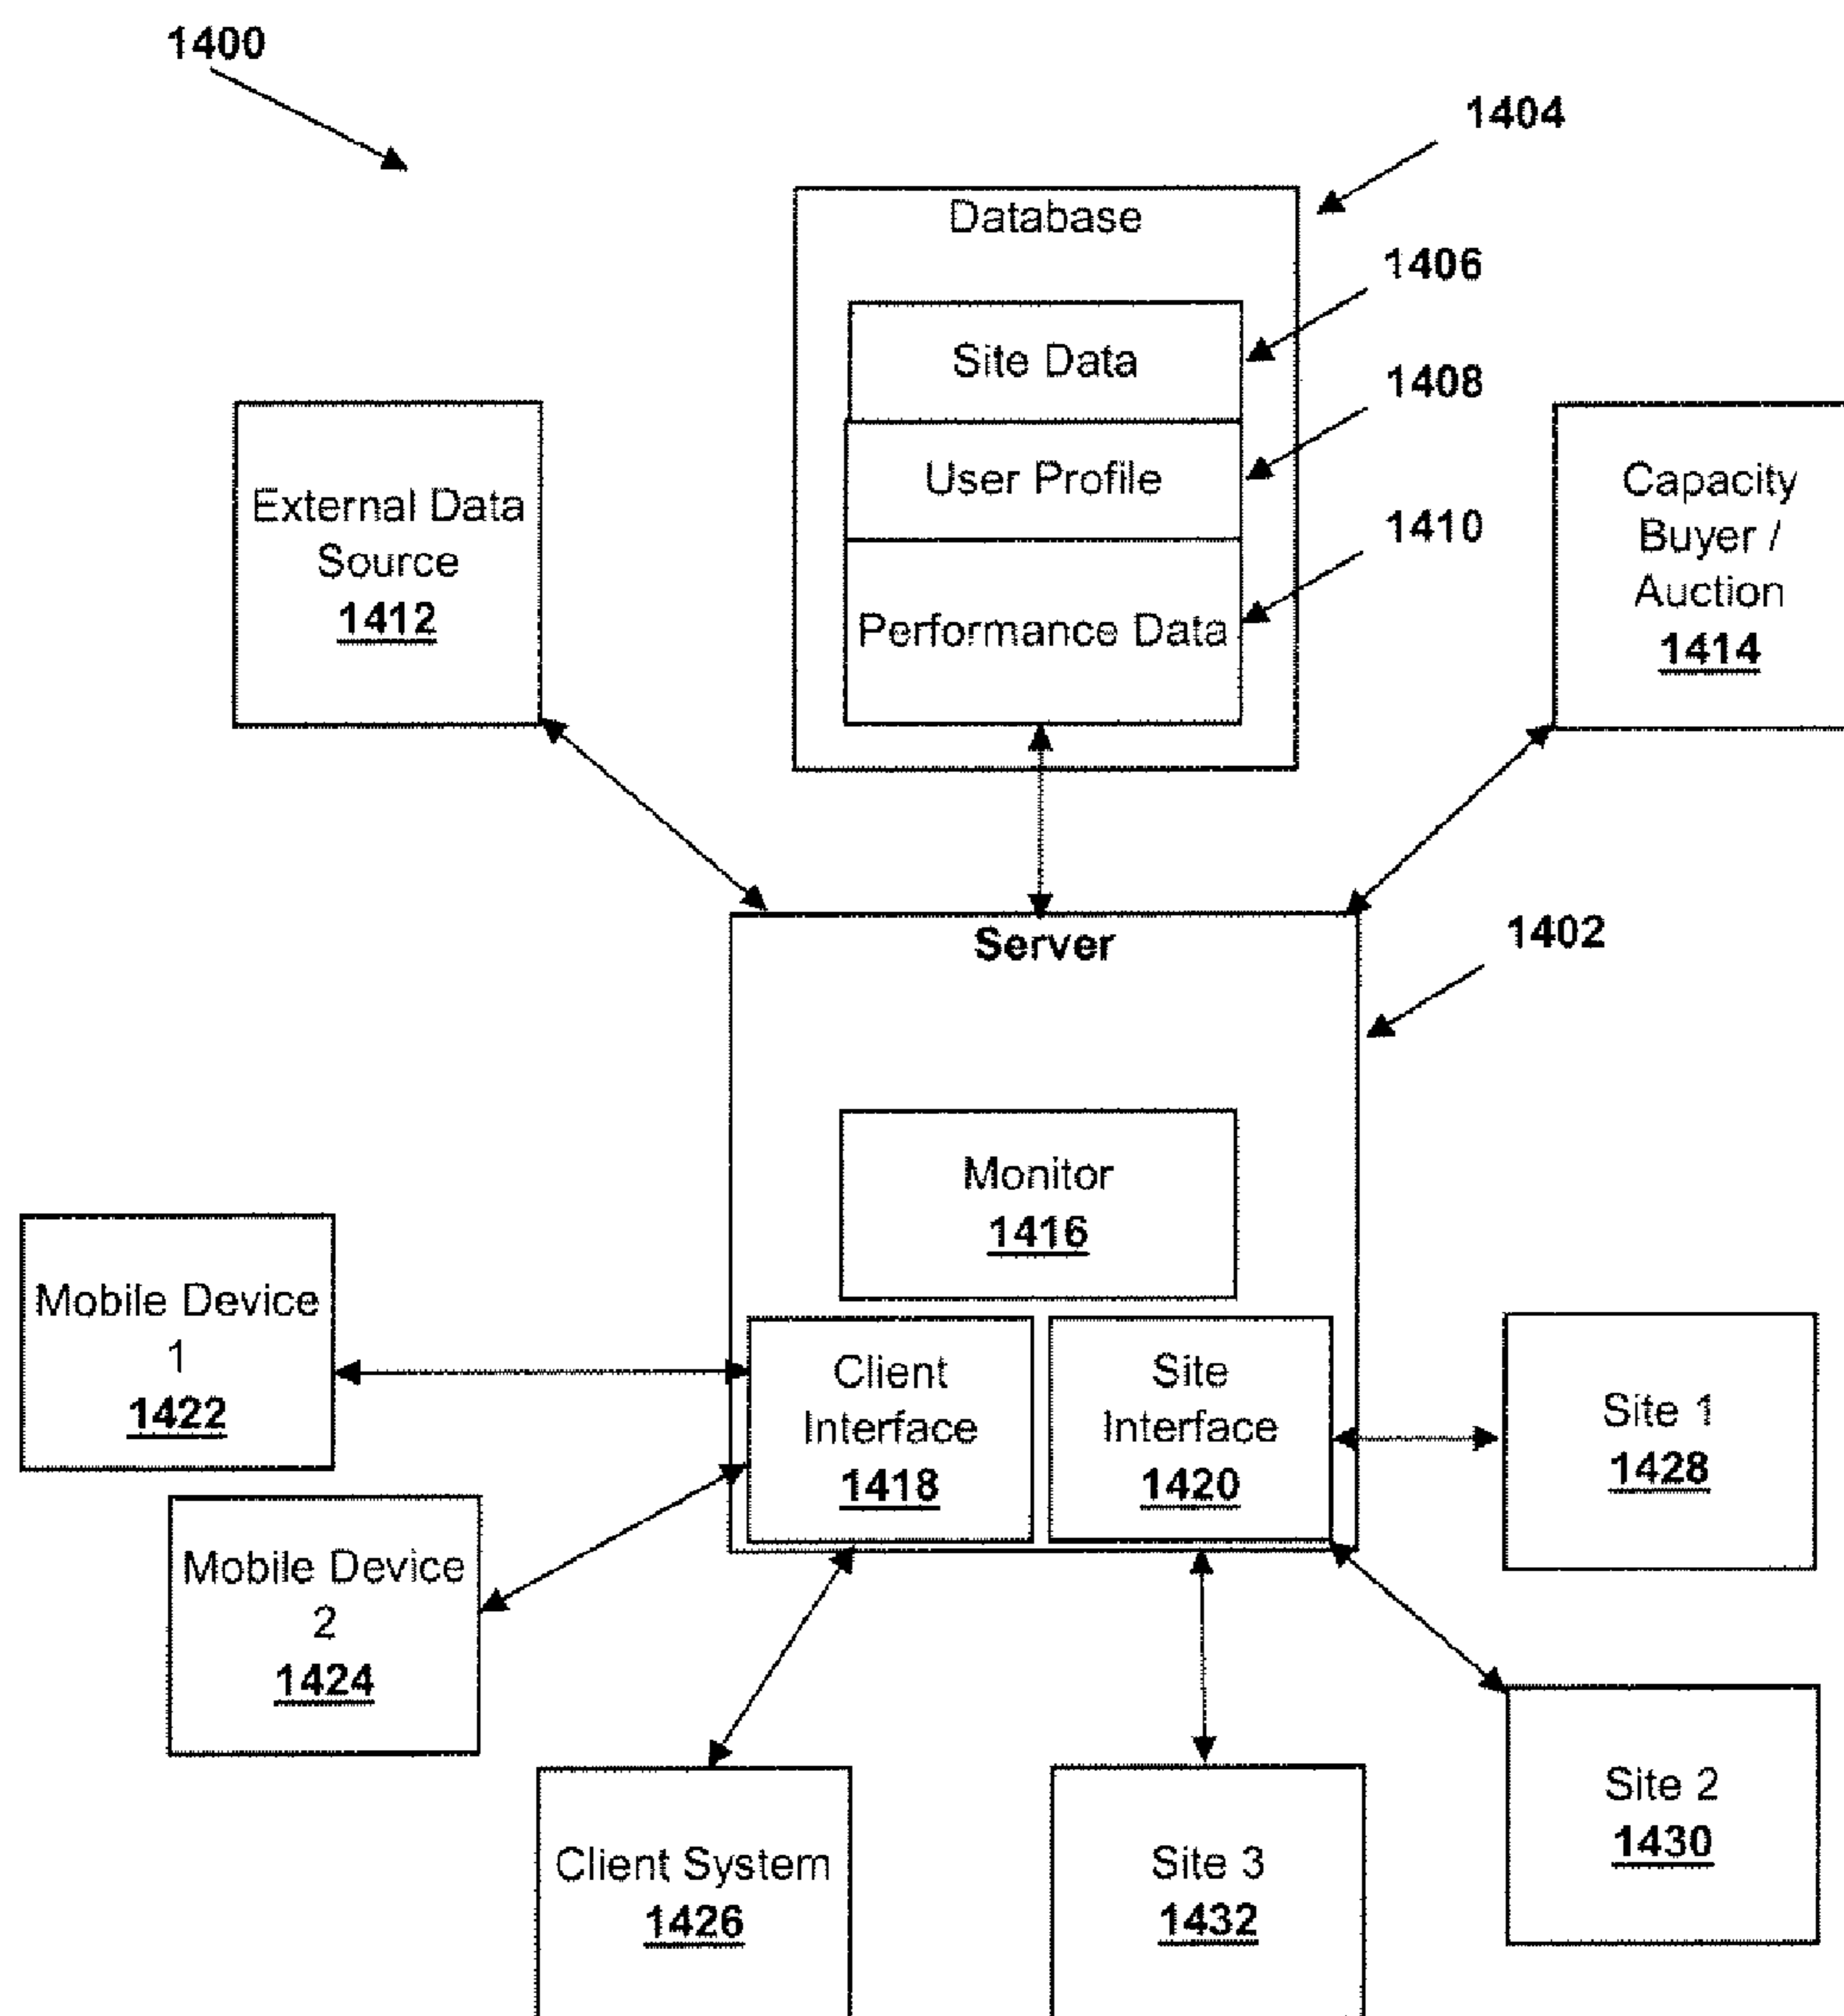 1400
1404
Database
1406
Site Data
1408
User Profile
1410
Performance Data
External Data
Source
1412
Capacity
Buyer /
Auction
1414
Server
1402
Monitor
1416
Mobile Device
1
1422
Client
Interface
1418
Site
Interface
1420
Site 1
1428
Mobile Device
2
1424
Client System
1426
Site 3
1432
Site 2
1430